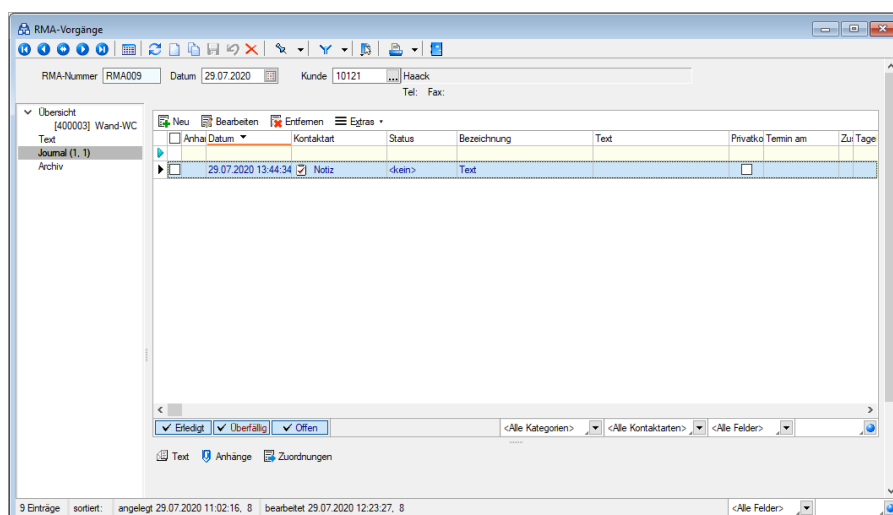 RMA-Vorgänge
RMA-Nummer RMA009 Datum 29.07.2020 Kunde 10121 ... Haack
Tel: Fax:
Übersicht
[400003] Wand-WC
Text
Journal (1, 1)
Archiv
Neu Bearbeiten Entfernen Extras
Anha Datum Kontaktart Status Bezeichnung Text Privatko Termin am Zu Tage
29.07.2020 13:44:34 Notiz <kein> Text
Erledigt Überfällig Offen <Alle Kategorien> <Alle Kontaktarten> <Alle Felder>
Text Anhänge Zuordnungen
9 Einträge sortiert: angelegt 29.07.2020 11:02:16, 8 bearbeitet 29.07.2020 12:23:27, 8 <Alle Felder>